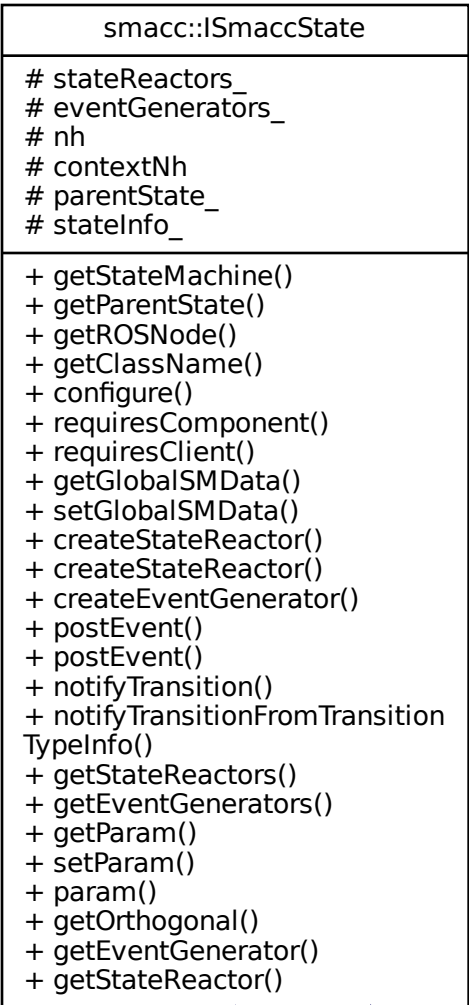 smacc::ISmaccState
# stateReactors_
# eventGenerators_
# nh
# contextNh
# parentState_
# stateInfo_
+ getStateMachine()
+ getParentState()
+ getROSNode()
+ getClassName()
+ configure()
+ requiresComponent()
+ requiresClient()
+ getGlobalSMData()
+ setGlobalSMData()
+ createStateReactor()
+ createStateReactor()
+ createEventGenerator()
+ postEvent()
+ postEvent()
+ notifyTransition()
+ notifyTransitionFromTransition
TypeInfo()
+ getStateReactors()
+ getEventGenerators()
+ getParam()
+ setParam()
+ param()
+ getOrthogonal()
+ getEventGenerator()
+ getStateReactor()